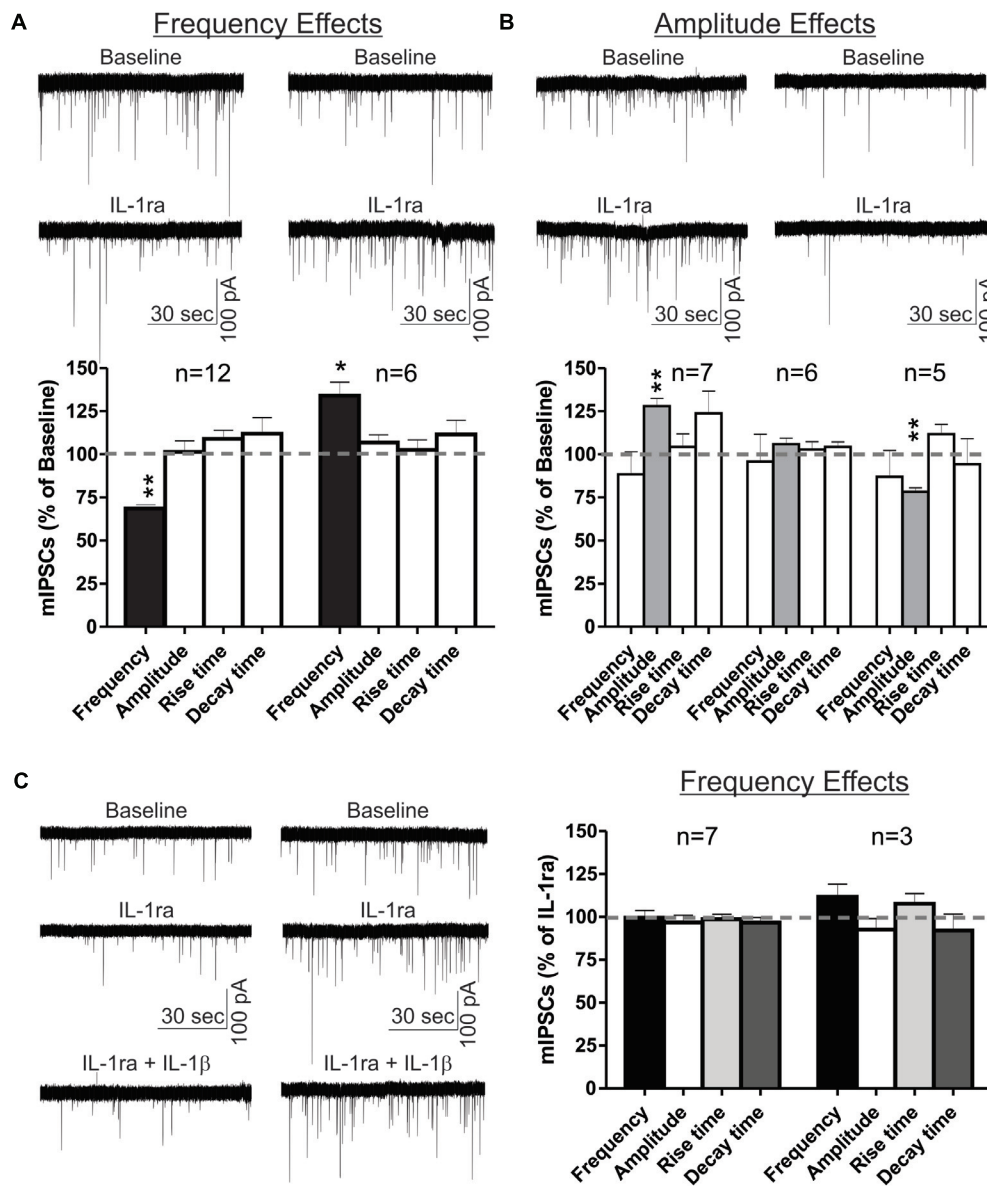 A
Frequency Effects
Baseline
Baseline
IL-1ra
IL-1ra
30 sec
100 pA
30 sec
100 pA
mIPSCs (% of Baseline)
150
125
100
75
50
25
0
n=12
n=6
**
*
Frequency
Amplitude
Rise time
Decay time
Frequency
Amplitude
Rise time
Decay time
B
Amplitude Effects
Baseline
Baseline
IL-1ra
IL-1ra
30 sec
100 pA
30 sec
100 pA
mIPSCs (% of Baseline)
150
125
100
75
50
25
0
n=7
n=6
n=5
**
**
Frequency
Amplitude
Rise time
Decay time
Frequency
Amplitude
Rise time
Decay time
Frequency
Amplitude
Rise time
Decay time
C
Baseline
Baseline
IL-1ra
IL-1ra
30 sec
100 pA
30 sec
100 pA
IL-1ra + IL-1β
IL-1ra + IL-1β
Frequency Effects
mIPSCs (% of IL-1ra)
150
125
100
75
50
25
0
n=7
n=3
Frequency
Amplitude
Rise time
Decay time
Frequency
Amplitude
Rise time
Decay time